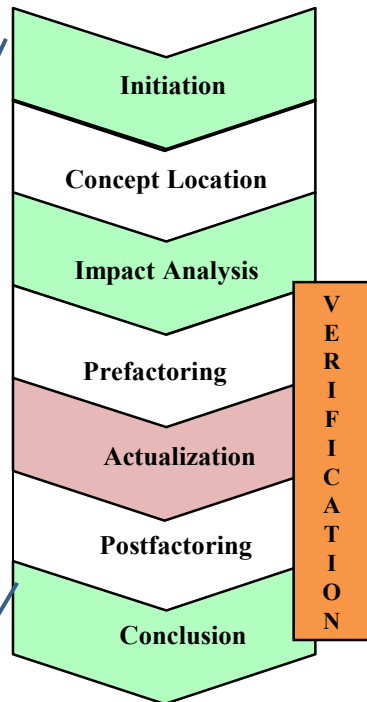 Initiation
Concept Location
Impact Analysis
Prefactoring
Actualization
Postfactoring
Conclusion
V
E
R
I
F
I
C
A
T
I
O
N